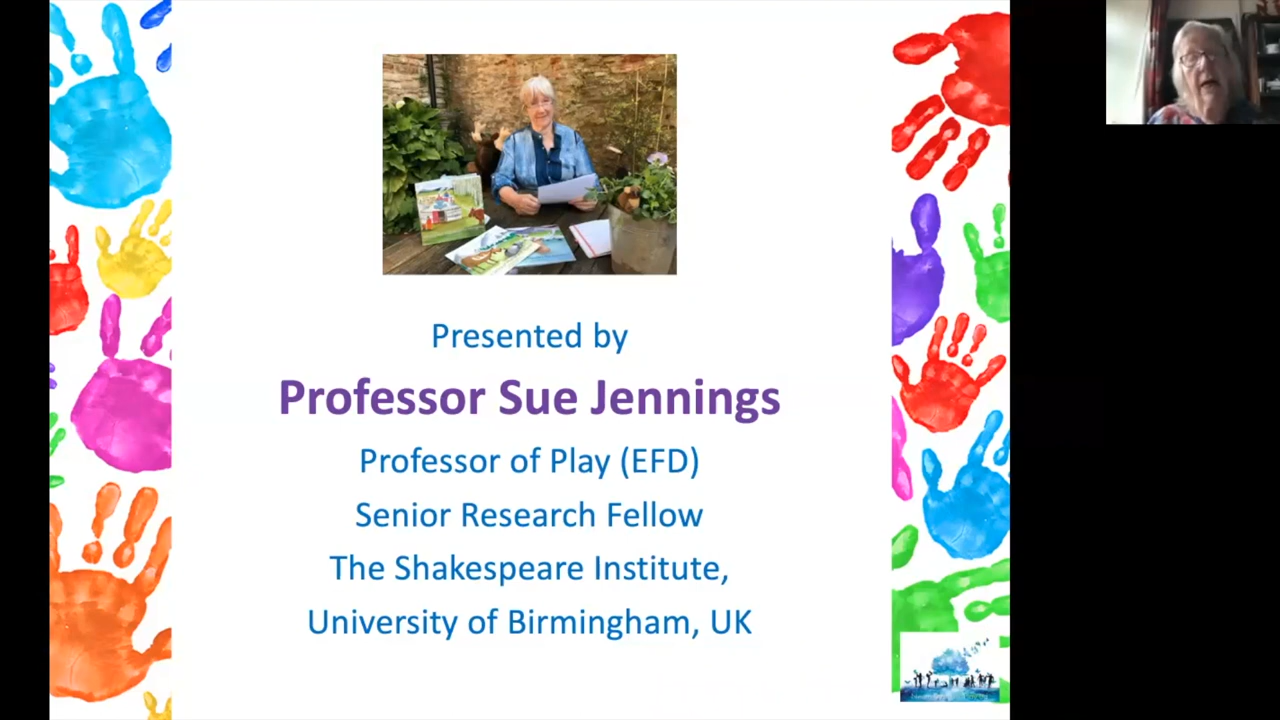 Presented by
Professor Sue Jennings
Professor of Play (EFD)
Senior Research Fellow
The Shakespeare Institute,
University of Birmingham, UK